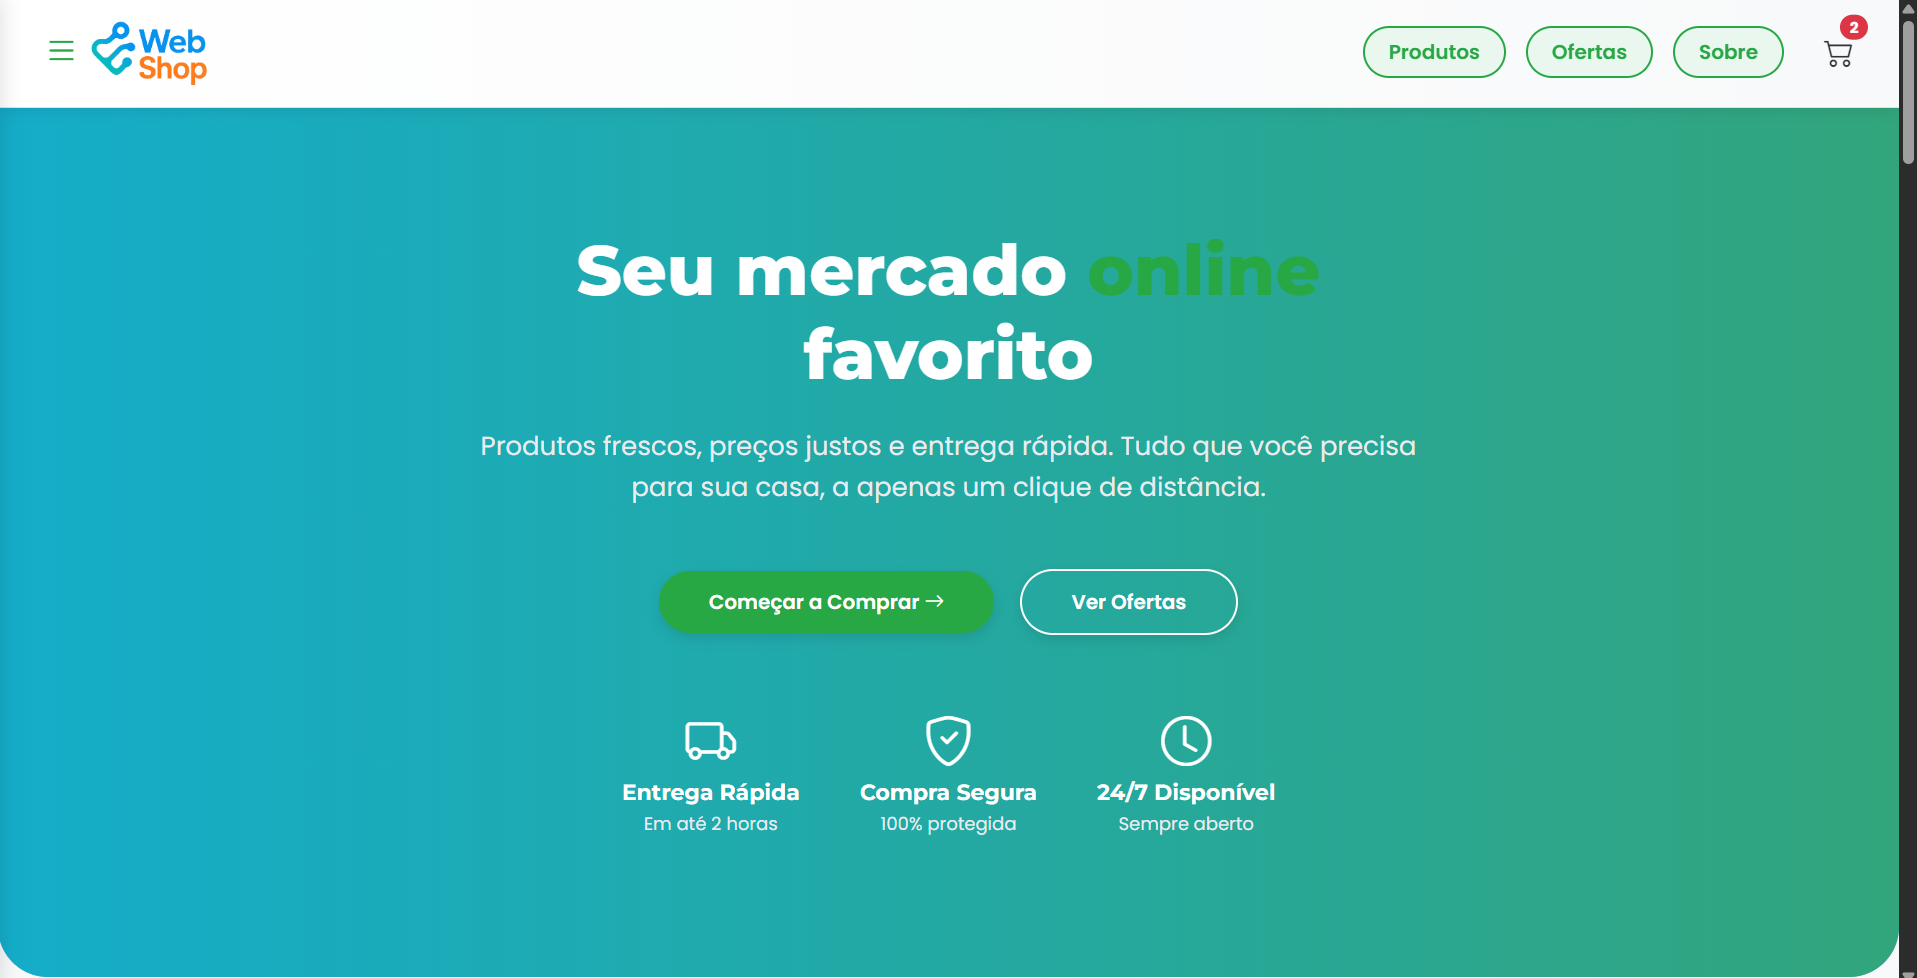 Web
Shop
Produtos
Ofertas
Sobre
2
Seu mercado online
favorito
Produtos frescos, preços justos e entrega rápida. Tudo que você precisa
para sua casa, a apenas um clique de distância.
Começar a Comprar →
Ver Ofertas
Entrega Rápida
Em até 2 horas
Compra Segura
100% protegida
24/7 Disponível
Sempre aberto